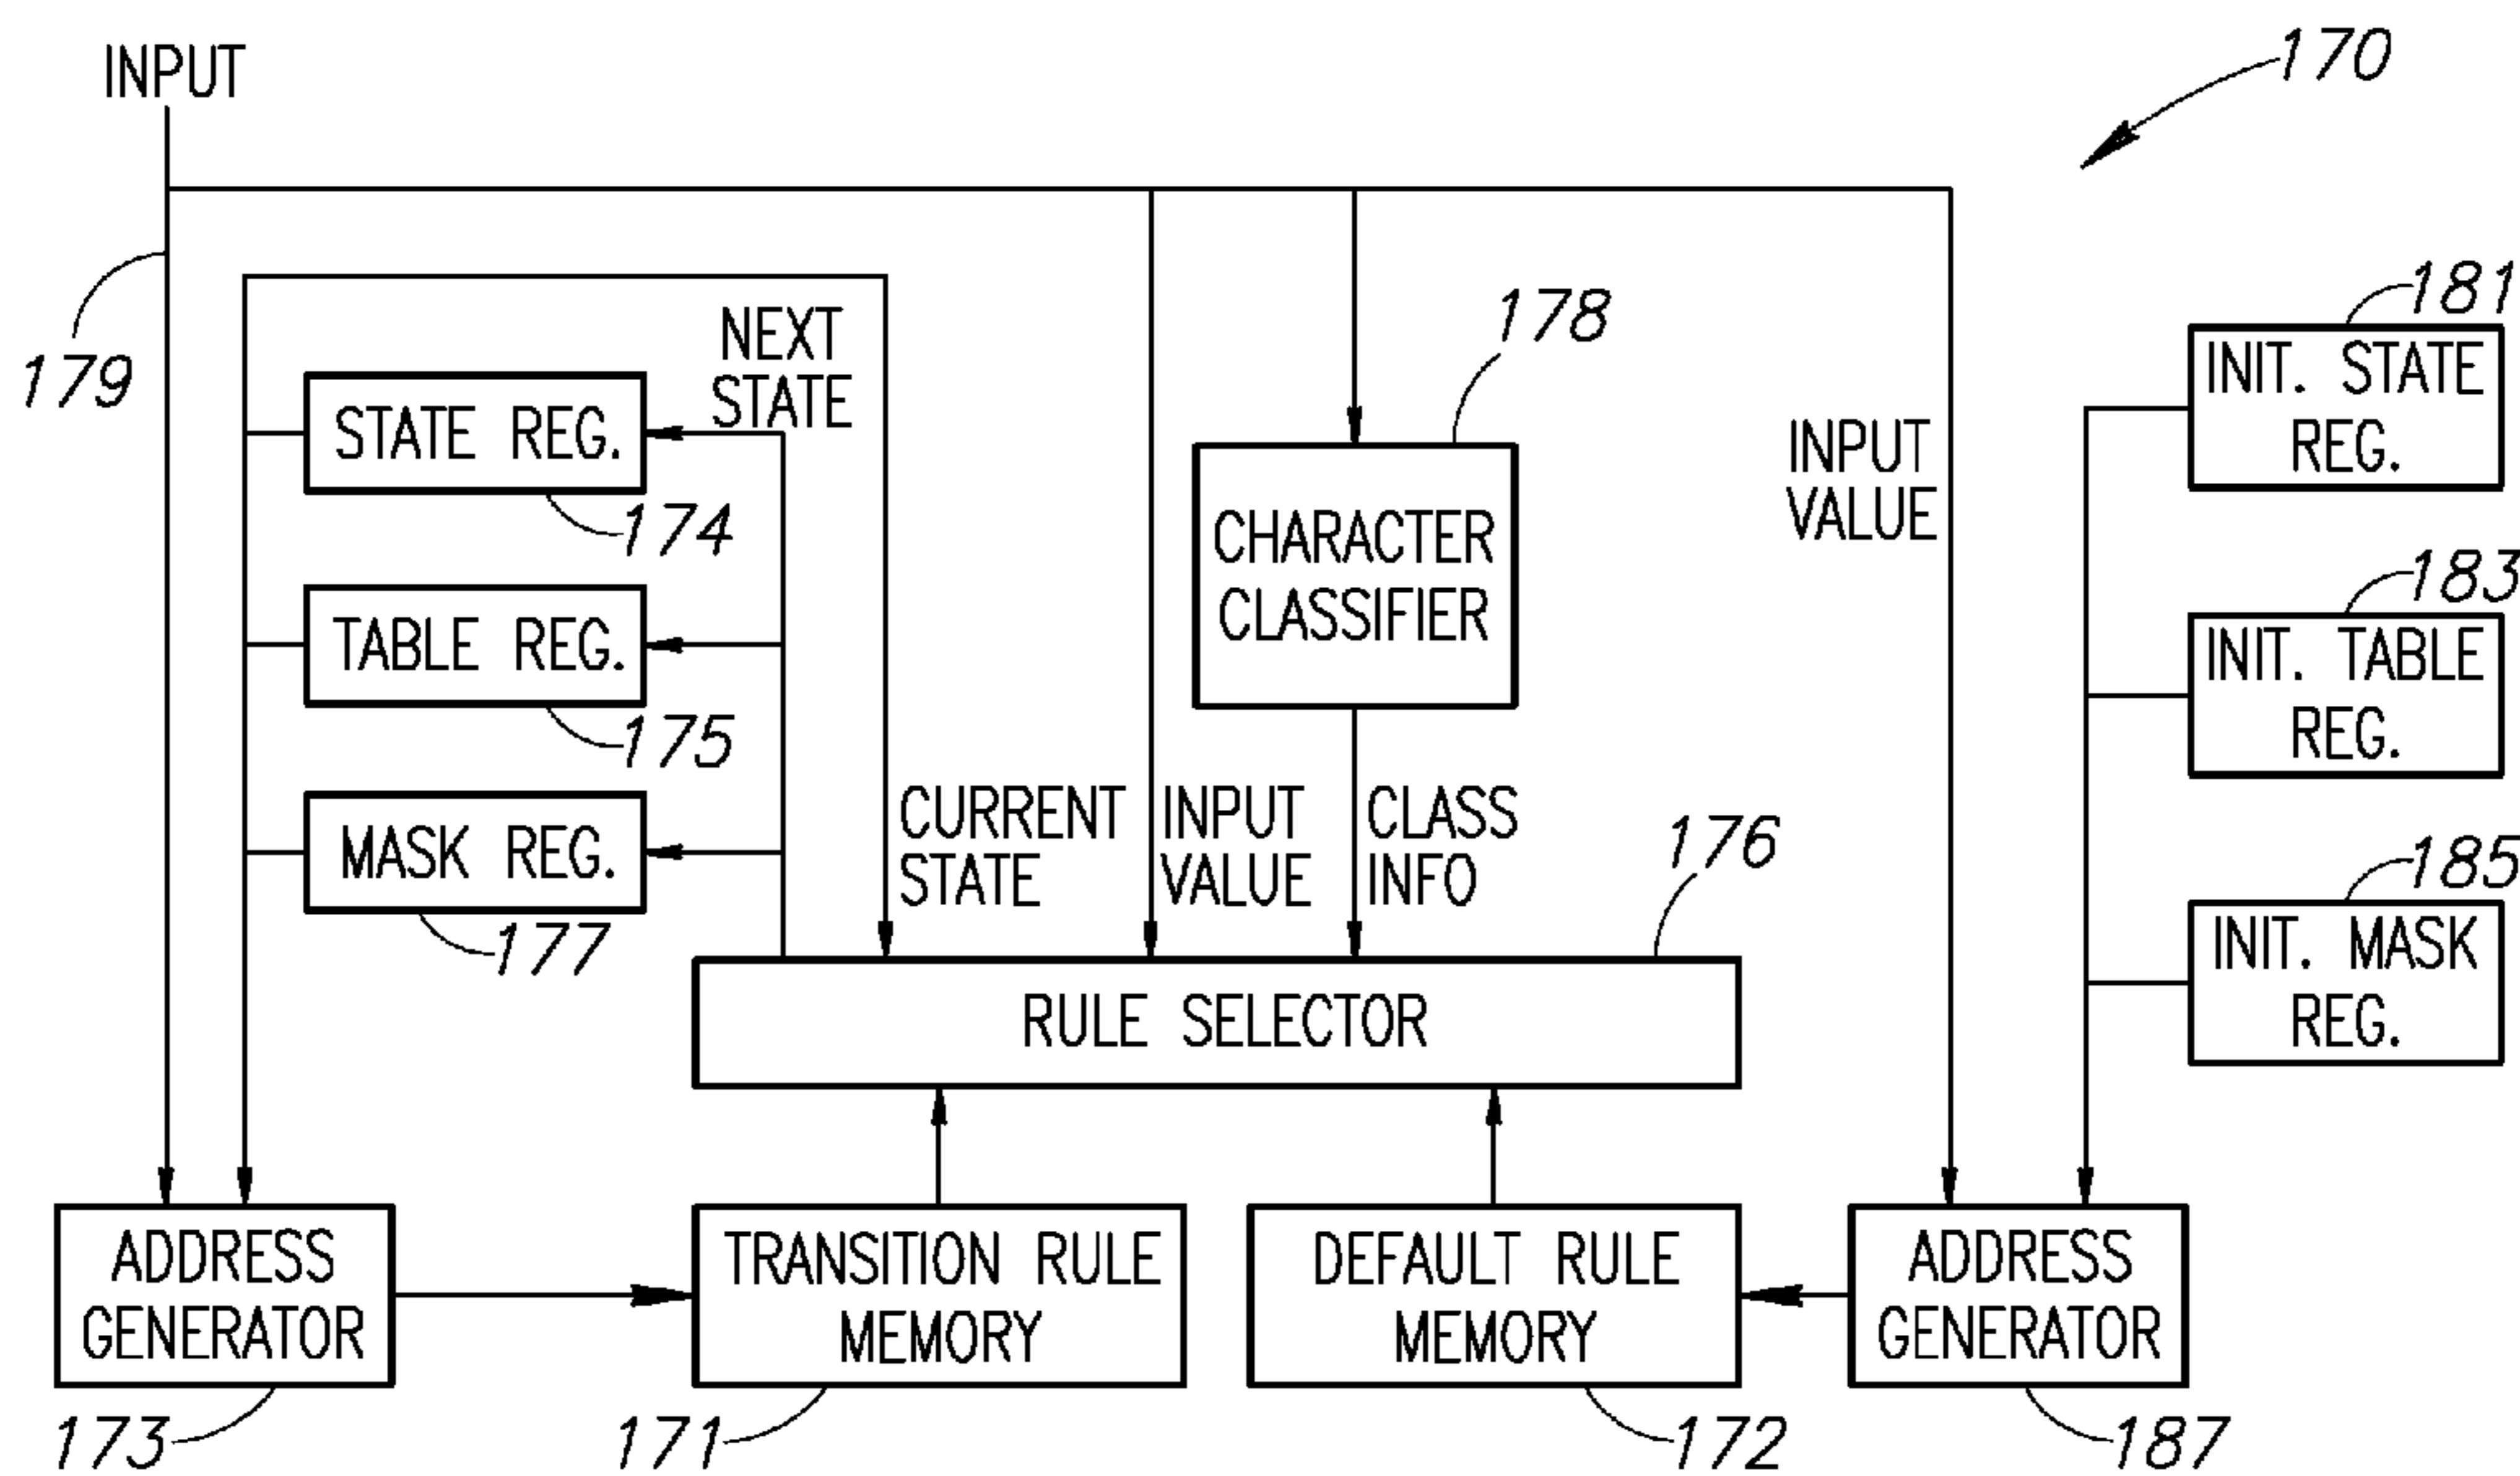 INPUT
170
179
NEXT
STATE
178
181
INIT. STATE
REG.
STATE REG.
174
INPUT
VALUE
CHARACTER
CLASSIFIER
183
INIT. TABLE
REG.
TABLE REG.
175
CURRENT
STATE
INPUT
VALUE
CLASS
INFO
176
185
INIT. MASK
REG.
MASK REG.
177
RULE SELECTOR
ADDRESS
GENERATOR
TRANSITION RULE
MEMORY
DEFAULT RULE
MEMORY
ADDRESS
GENERATOR
173
171
172
187